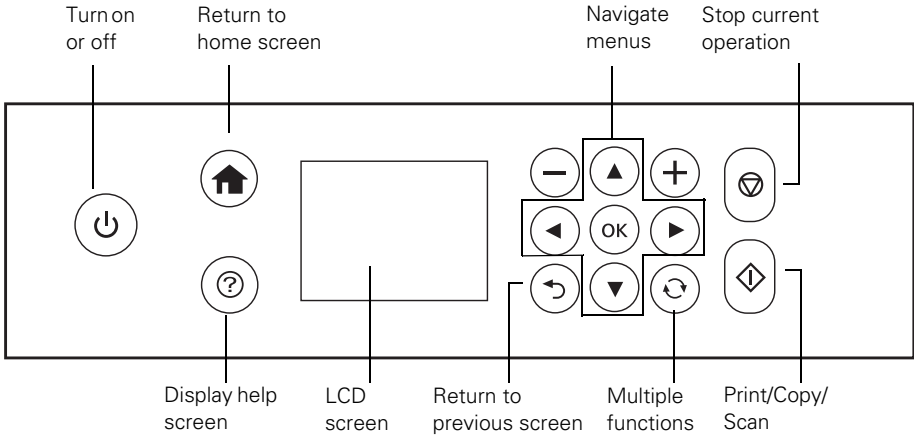 Turn on
or off
Return to
home screen
Navigate
menus
Stop current
operation
OK
?
Display help
screen
LCD
screen
Return to
previous screen
Multiple
functions
Print/Copy/
Scan